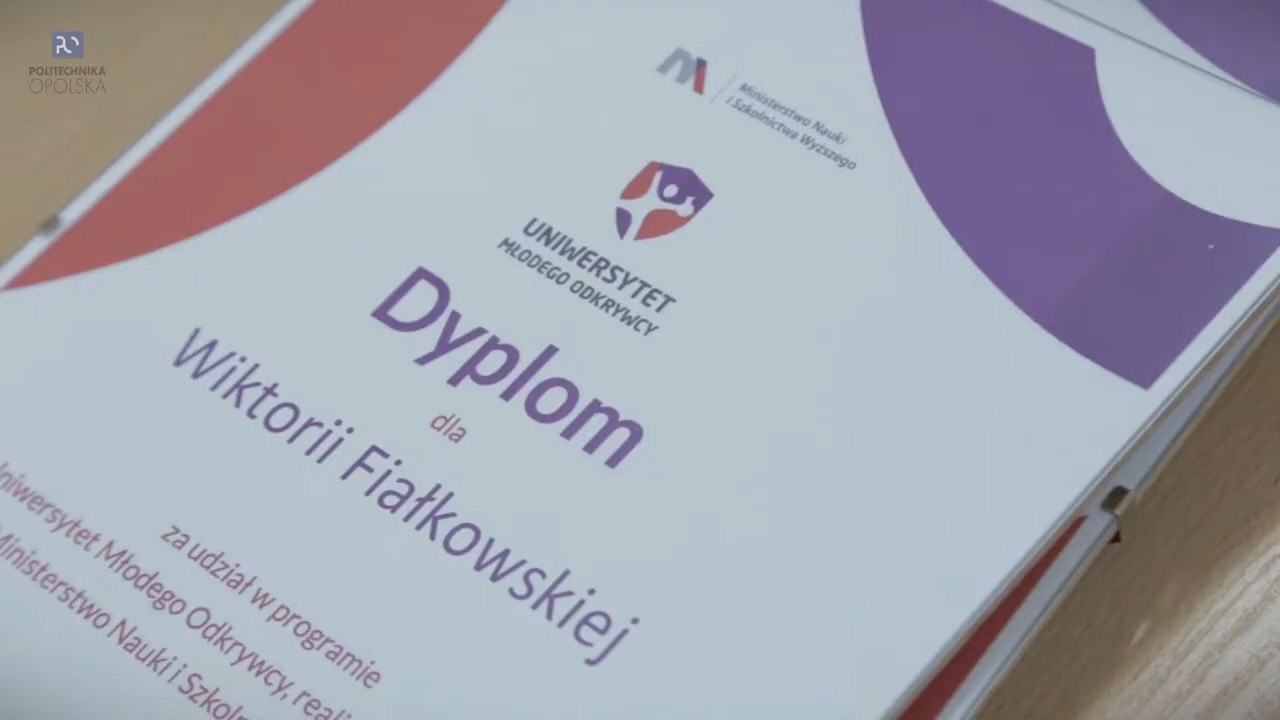 POLITECHNIKA
OPOLSKA
Ministerstwo Nauki
i Szkolnictwa Wyższego
UNIWERSYTET
MŁODEGO ODKRYWCY
Dyplom
dla
Wiktorii Fiałkowskiej
za udział w programie
Uniwersytet Młodego Odkrywcy,
Ministerstwo Nauki i